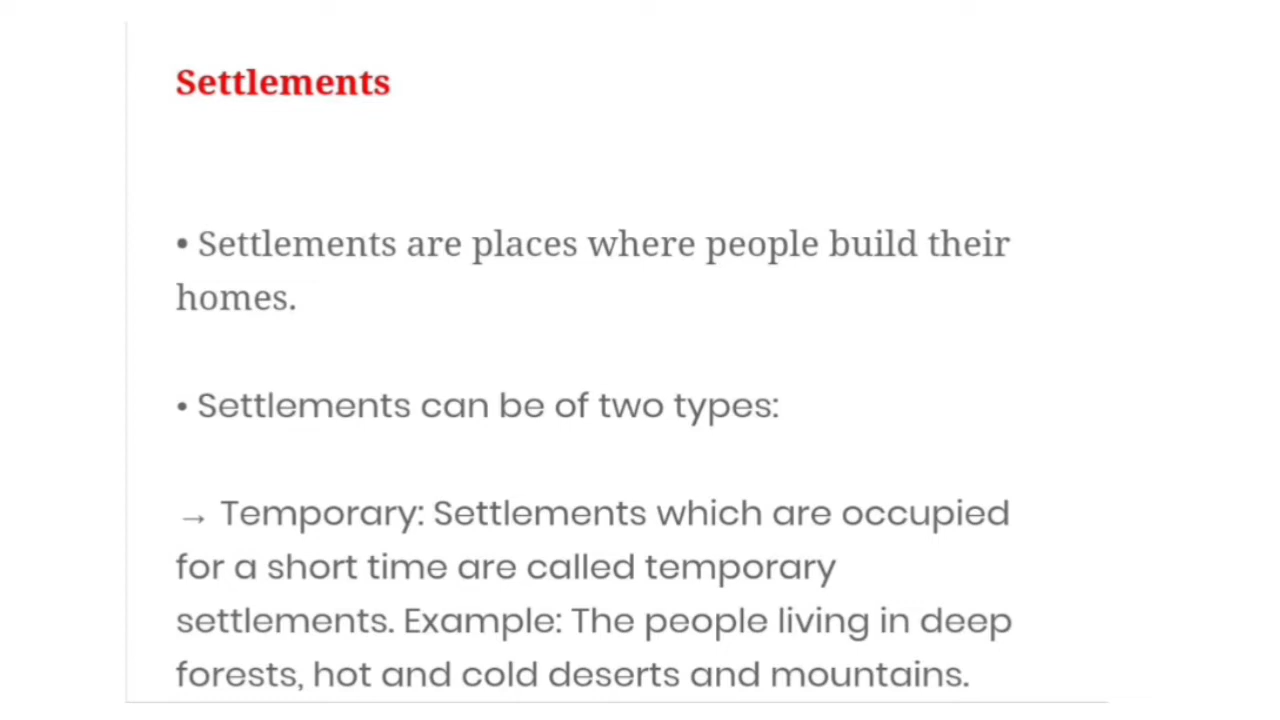 Settlements
• Settlements are places where people build their
homes.
• Settlements can be of two types:
→ Temporary: Settlements which are occupied
for a short time are called temporary
settlements. Example: The people living in deep
forests, hot and cold deserts and mountains.